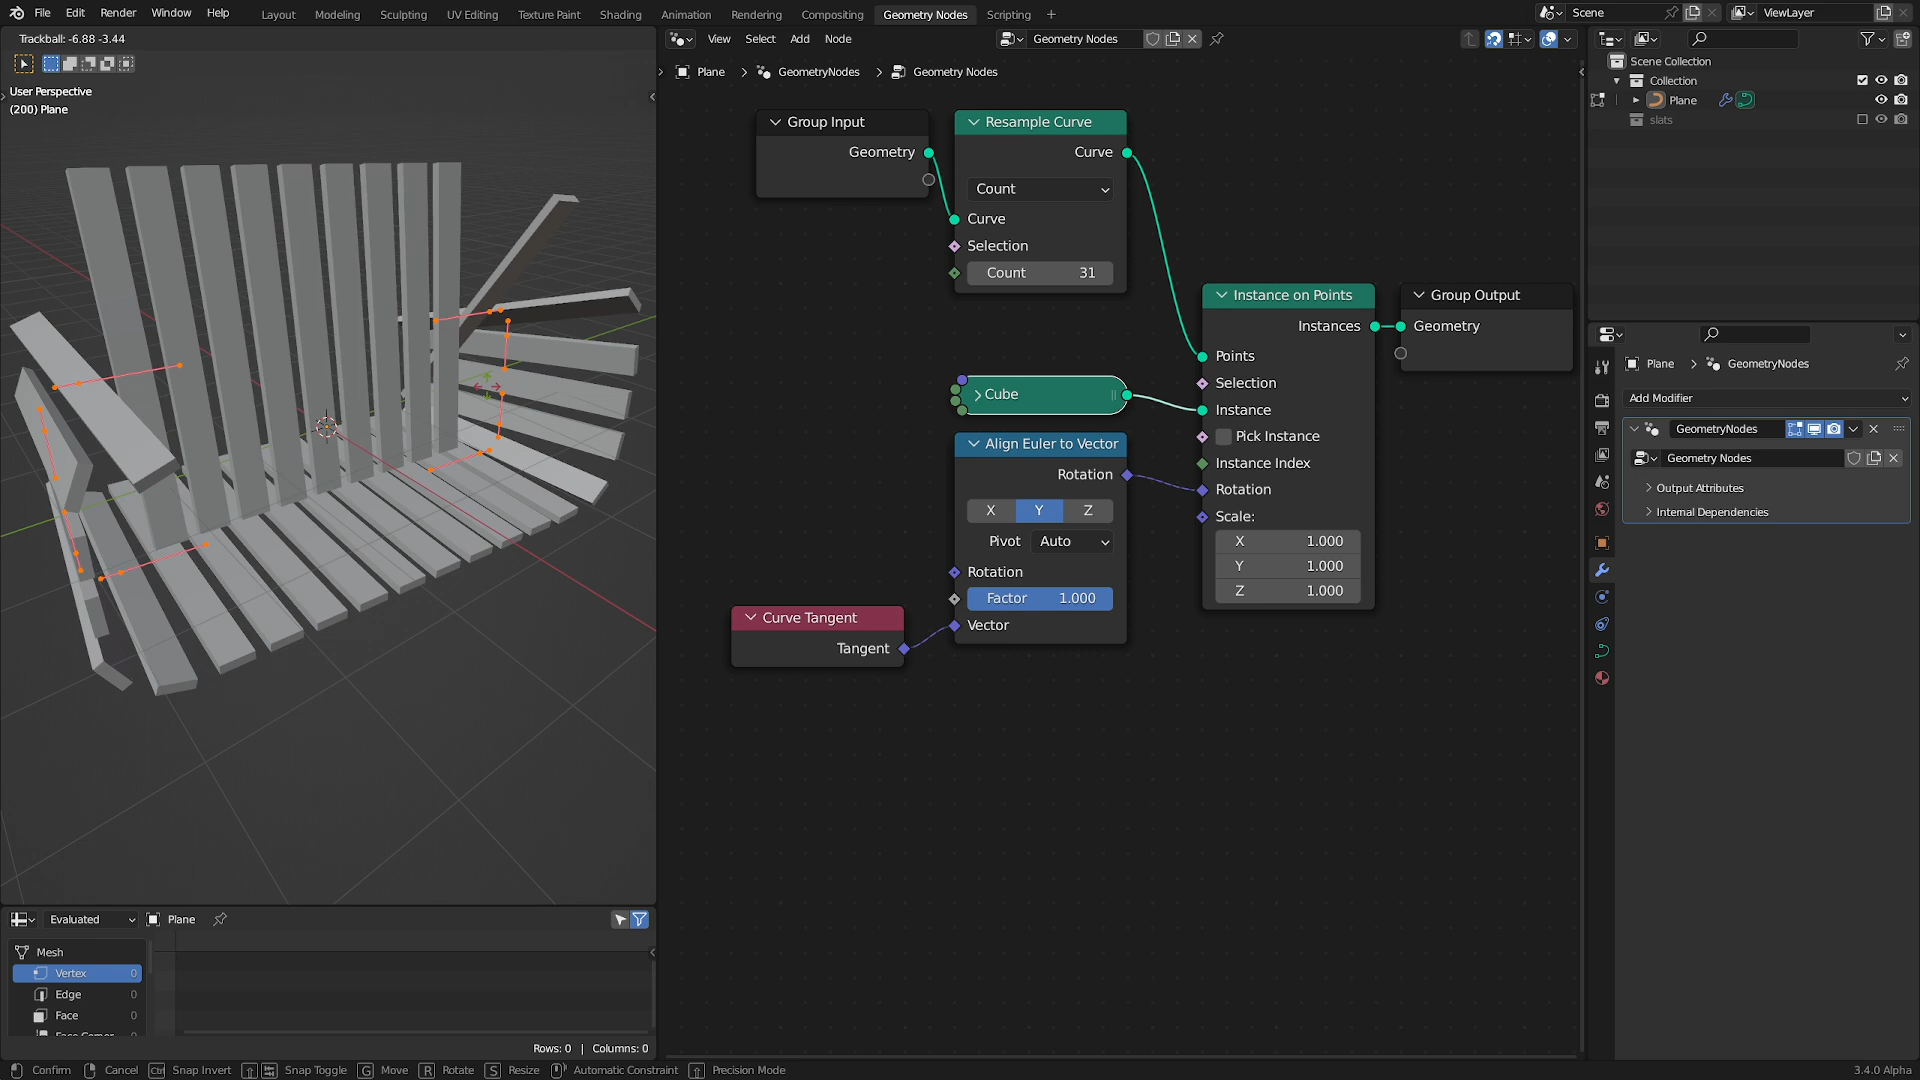 File Edit Render Window Help Layout Modeling Sculpting UV Editing Texture Paint Shading Animation Rendering Compositing Geometry Nodes Scripting + Scene ViewLayer
Trackball: -6.88 -3.44
View Select Add Node Geometry Nodes
User Perspective
(200) Plane
Plane > GeometryNodes > Geometry Nodes
Group Input
Geometry
Resample Curve
Curve
Count
Curve
Selection
Count 31
Cube
Align Euler to Vector
Rotation
X Y Z
Pivot Auto
Rotation
Factor 1.000
Vector
Curve Tangent
Tangent
Instance on Points
Instances
Points
Selection
Instance
Pick Instance
Instance Index
Rotation
Scale:
X 1.000
Y 1.000
Z 1.000
Group Output
Geometry
Scene Collection
Collection
Plane
slats
Plane > GeometryNodes
Add Modifier
GeometryNodes
Geometry Nodes
Output Attributes
Internal Dependencies
Evaluated Plane
Mesh
Vertex 0
Edge 0
Face 0
Face Corner 0
Rows: 0 | Columns: 0
Confirm Cancel Ctrl Snap Invert Snap Toggle G Move R Rotate S Resize Automatic Constraint Precision Mode 3.4.0 Alpha